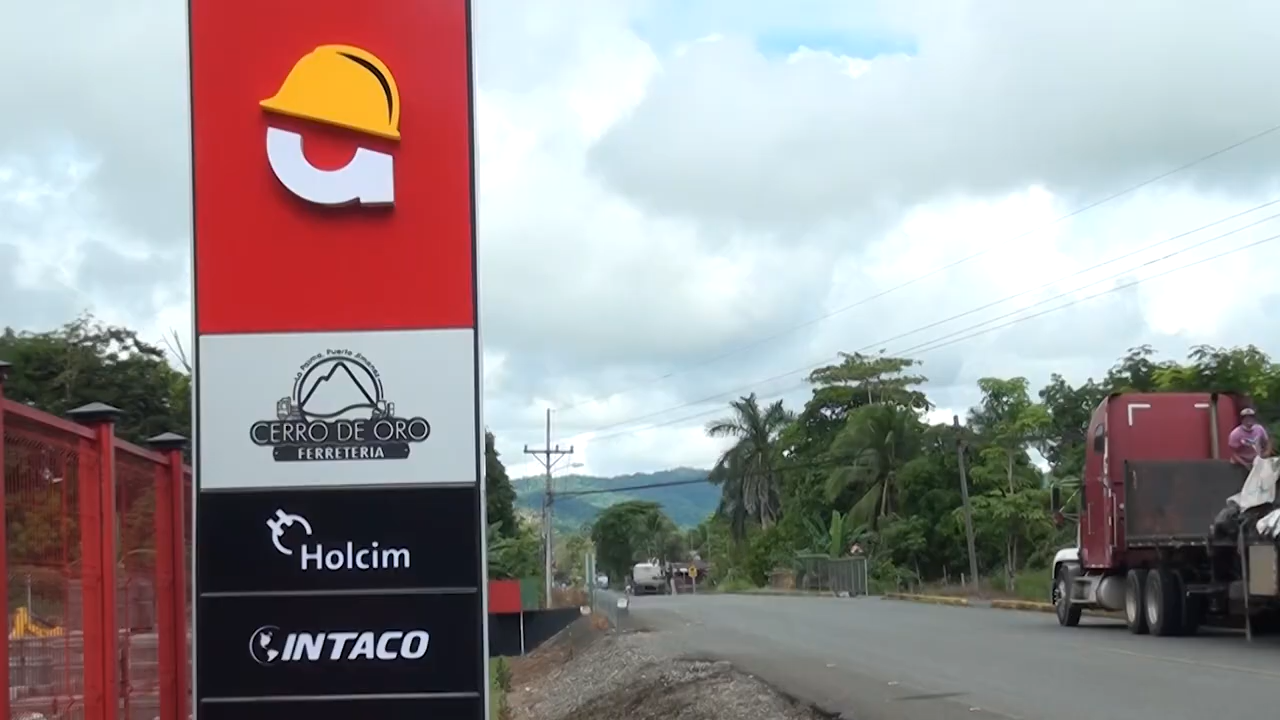 La Palma, Puerto Jiménez
CERRO DE ORO
FERRETERIA
Holcim
INTACO